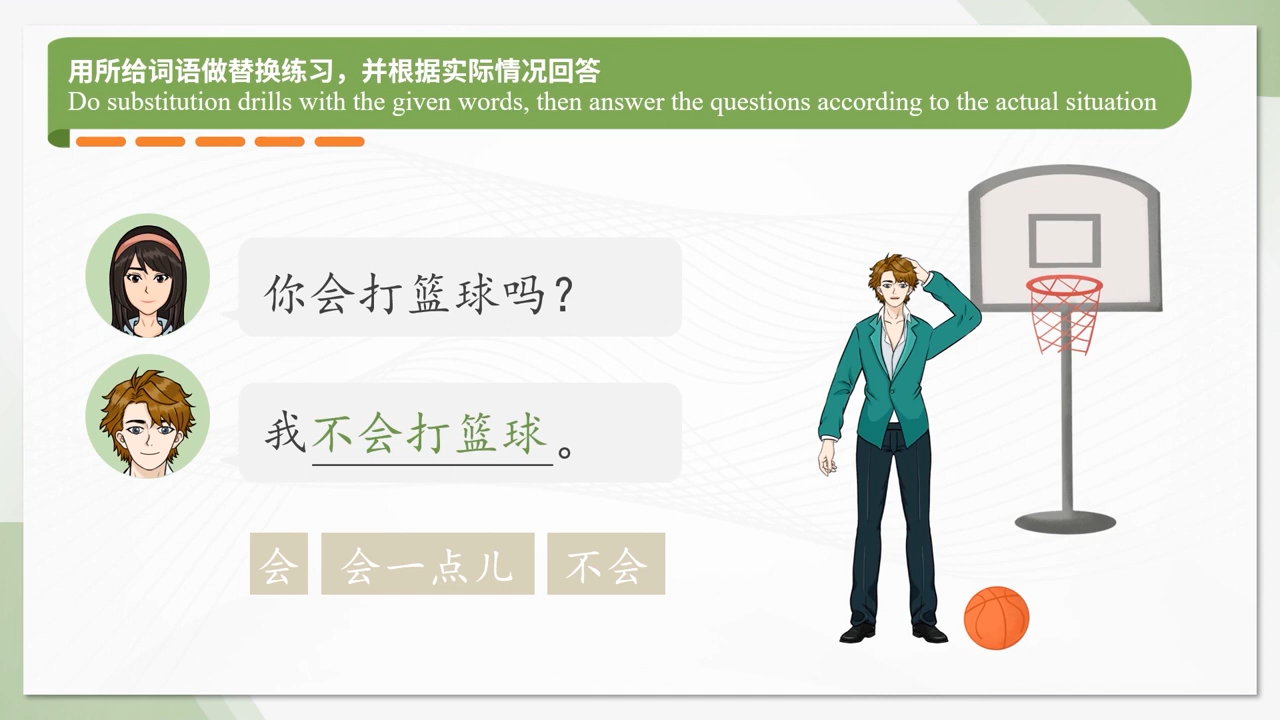 用所给词语做替换练习，并根据实际情况回答
Do substitution drills with the given words, then answer the questions according to the actual situation
你会打篮球吗？
我不会打篮球。
会 会一点儿 不会